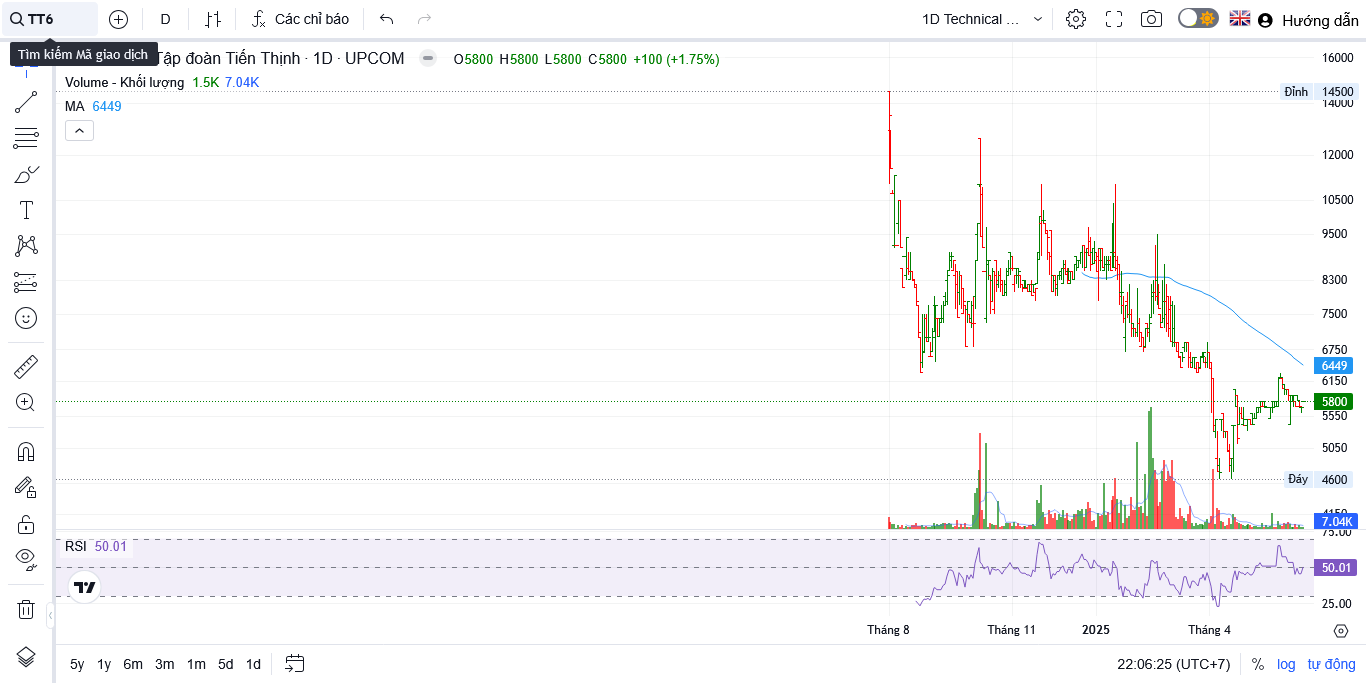 TT6
D
Các chỉ báo
1D Technical ...
Hướng dẫn
Tìm kiếm Mã giao dịch
Tập đoàn Tiến Thịnh · 1D · UPCOM
O5800 H5800 L5800 C5800 +100 (+1.75%)
Volume - Khối lượng 1.5K 7.04K
MA 6449
16000
Đỉnh 14500
14000
12000
10500
9500
8300
7500
6750
6449
6150
5800
5550
5050
Đáy 4600
4150
7.04K
75.00
RSI 50.01
50.01
25.00
Tháng 8
Tháng 11
2025
Tháng 4
5y 1y 6m 3m 1m 5d 1d
22:06:25 (UTC+7)
% log tự động